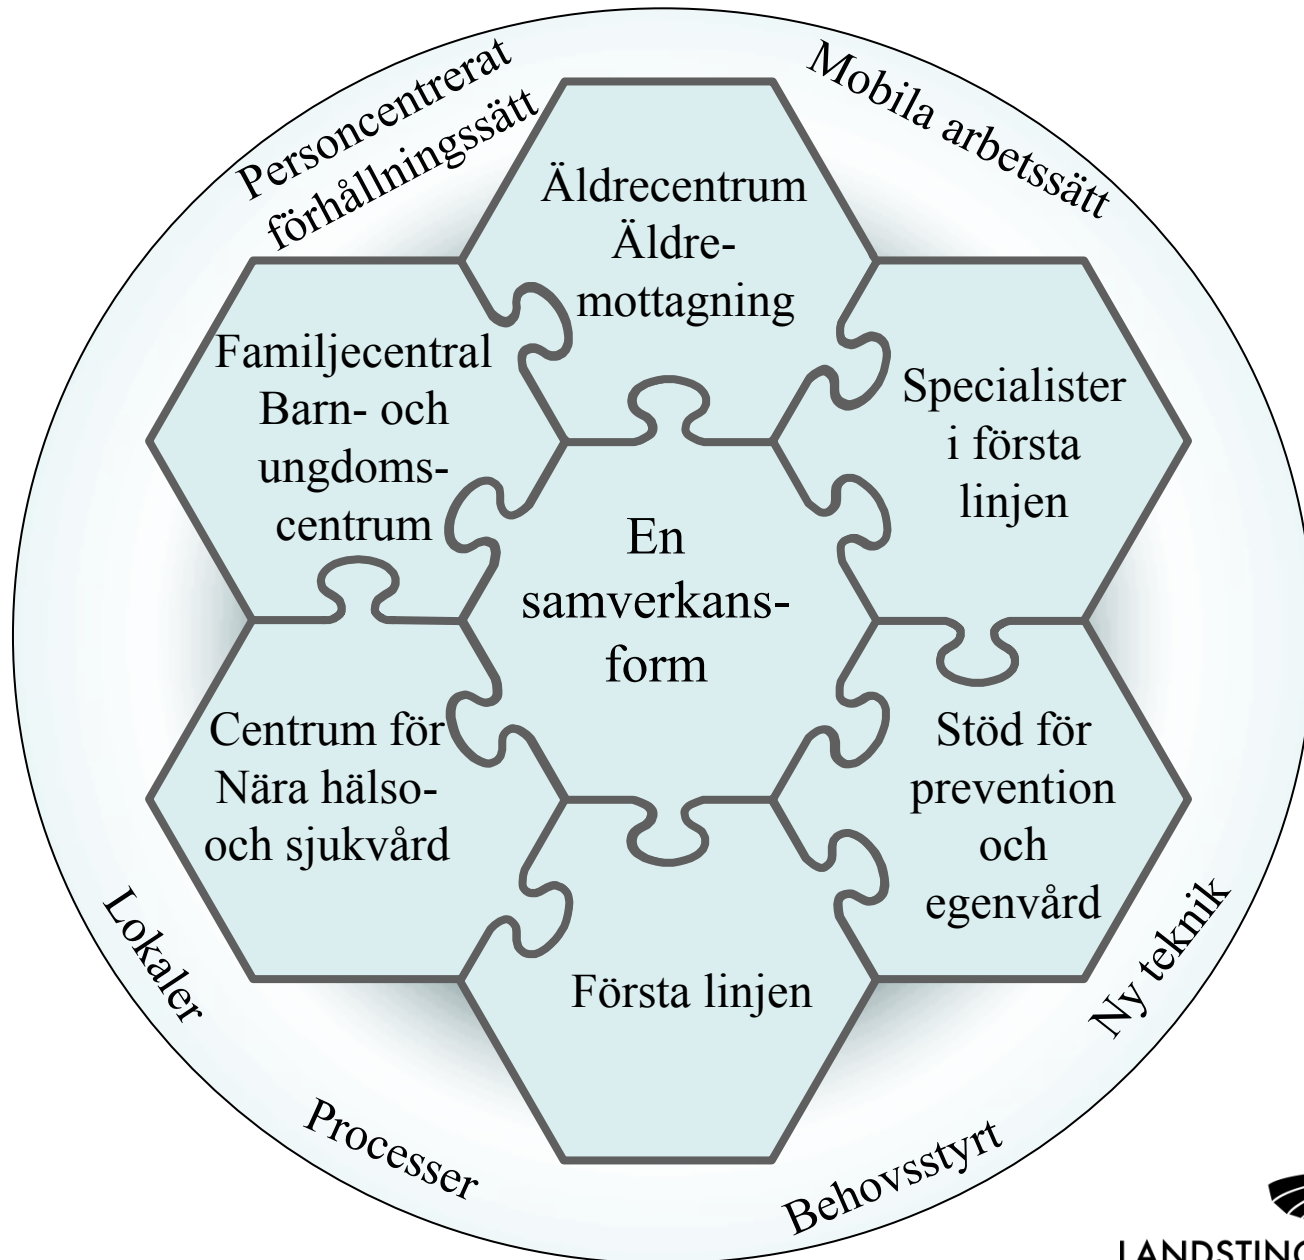 Personcentrerat
förhållningssätt
Mobila arbetssätt
Äldrecentrum
Äldre-
mottagning
Familjecentral
Barn- och
ungdoms-
centrum
Specialister
i första
linjen
En
samverkans-
form
Centrum för
Nära hälso-
och sjukvård
Stöd för
prevention
och
egenvård
Första linjen
Lokaler
Processer
Behovsstyrt
Ny teknik